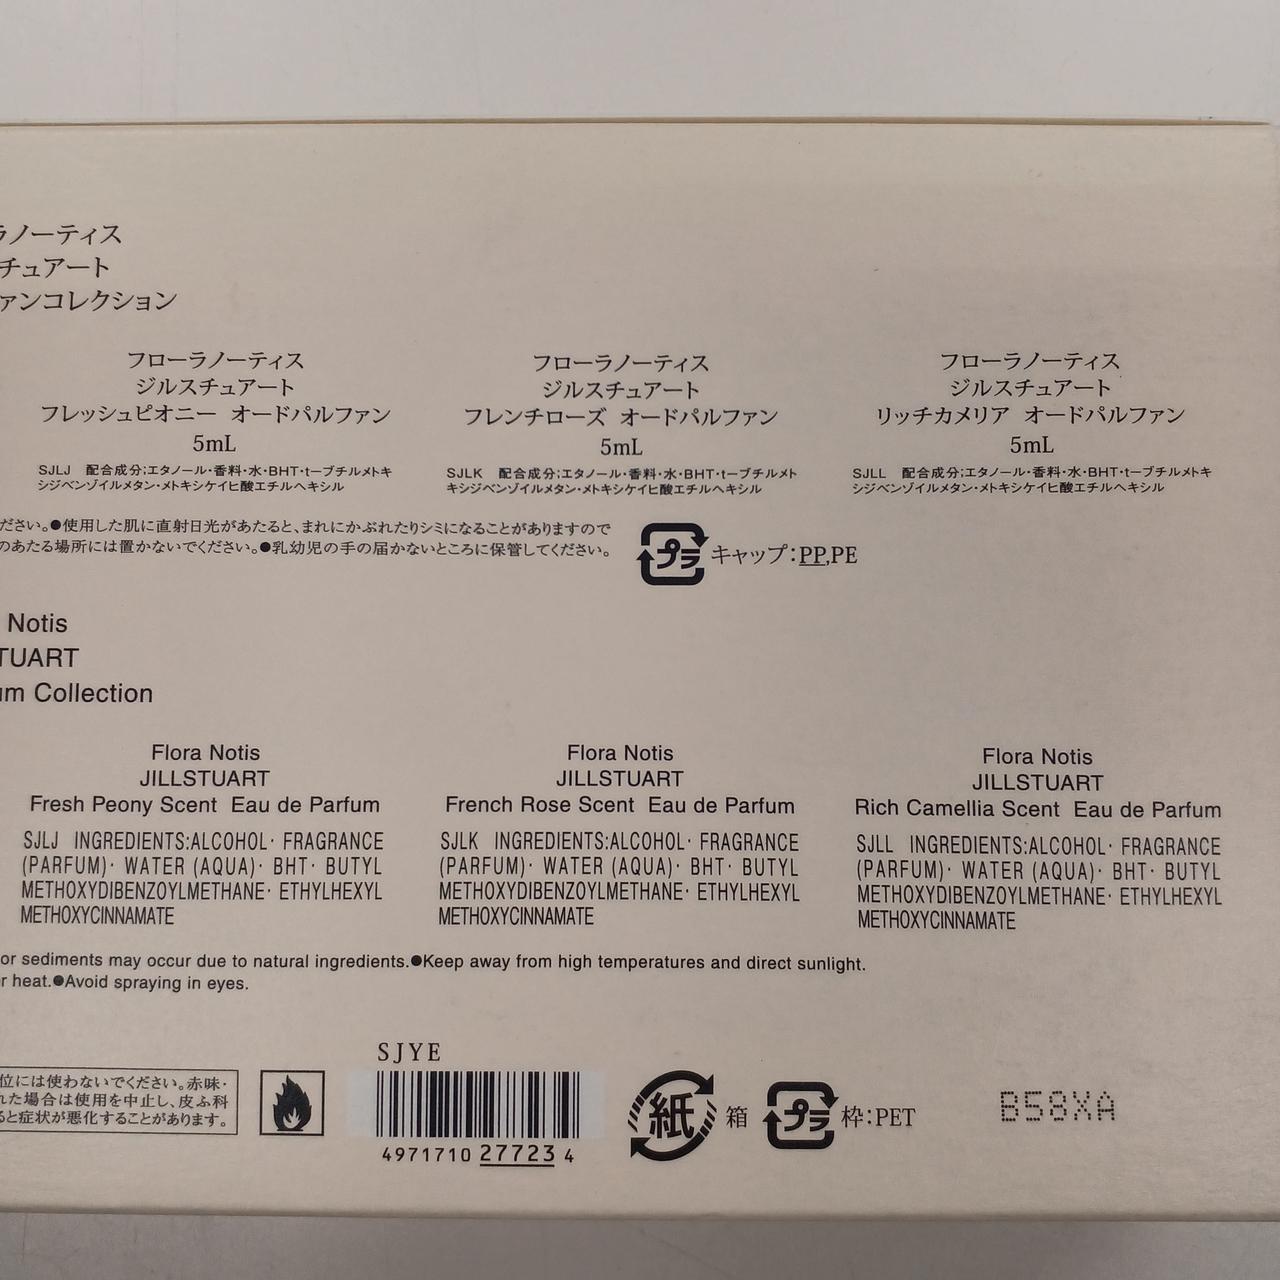 ラノーティス
チュアート
ァンコレクション
フローラノーティス
ジルスチュアート
フレッシュピオニー オードパルファン
5mL
SJLJ 配合成分;エタノール・香料・水・BHT・t-ブチルメトキ
シジベンゾイルメタン・メトキシケイヒ酸エチルヘキシル
フローラノーティス
ジルスチュアート
フレンチローズ オードパルファン
5mL
SJLK 配合成分;エタノール・香料・水・BHT・t-ブチルメト
キシジベンゾイルメタン・メトキシケイヒ酸エチルヘキシル
フローラノーティス
ジルスチュアート
リッチカメリア オードパルファン
5mL
SJLL 配合成分;エタノール・香料・水・BHT・t-ブチルメトキ
シジベンゾイルメタン・メトキシケイヒ酸エチルヘキシル
ださい。●使用した肌に直射日光があたると、まれにかぶれたりシミになることがありますので
のあたる場所には置かないでください。●乳幼児の手の届かないところに保管してください。
プラ キャップ:PP,PE
Notis
TUART
um Collection
Flora Notis
JILLSTUART
Fresh Peony Scent Eau de Parfum
SJLJ INGREDIENTS:ALCOHOL· FRAGRANCE
(PARFUM)· WATER (AQUA)· BHT· BUTYL
METHOXYDIBENZOYLMETHANE· ETHYLHEXYL
METHOXYCINNAMATE
Flora Notis
JILLSTUART
French Rose Scent Eau de Parfum
SJLK INGREDIENTS:ALCOHOL· FRAGRANCE
(PARFUM)· WATER (AQUA)· BHT· BUTYL
METHOXYDIBENZOYLMETHANE· ETHYLHEXYL
METHOXYCINNAMATE
Flora Notis
JILLSTUART
Rich Camellia Scent Eau de Parfum
SJLL INGREDIENTS:ALCOHOL· FRAGRANCE
(PARFUM)· WATER (AQUA)· BHT· BUTYL
METHOXYDIBENZOYLMETHANE· ETHYLHEXYL
METHOXYCINNAMATE
or sediments may occur due to natural ingredients.●Keep away from high temperatures and direct sunlight.
r heat.●Avoid spraying in eyes.
位には使わないでください。赤味・
れた場合は使用を中止し、皮ふ科
ると症状が悪化することがあります。
SJYE
4971710 277234
紙 箱
プラ 枠:PET
B58XA